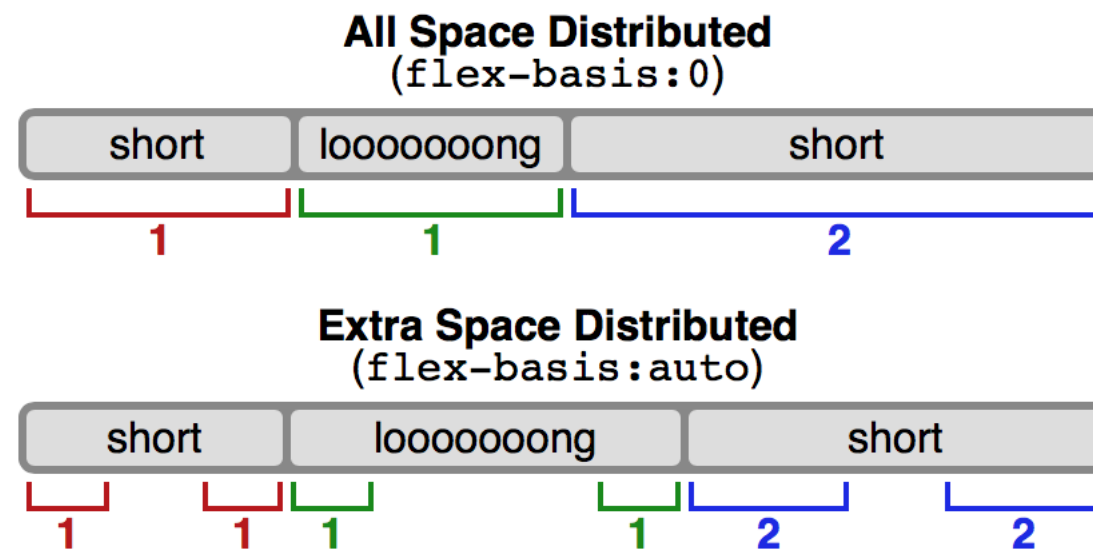 All Space Distributed
(flex-basis:0)
short looooooong short
1 1 2
Extra Space Distributed
(flex-basis:auto)
short looooooong short
1 1 1 1 2 2